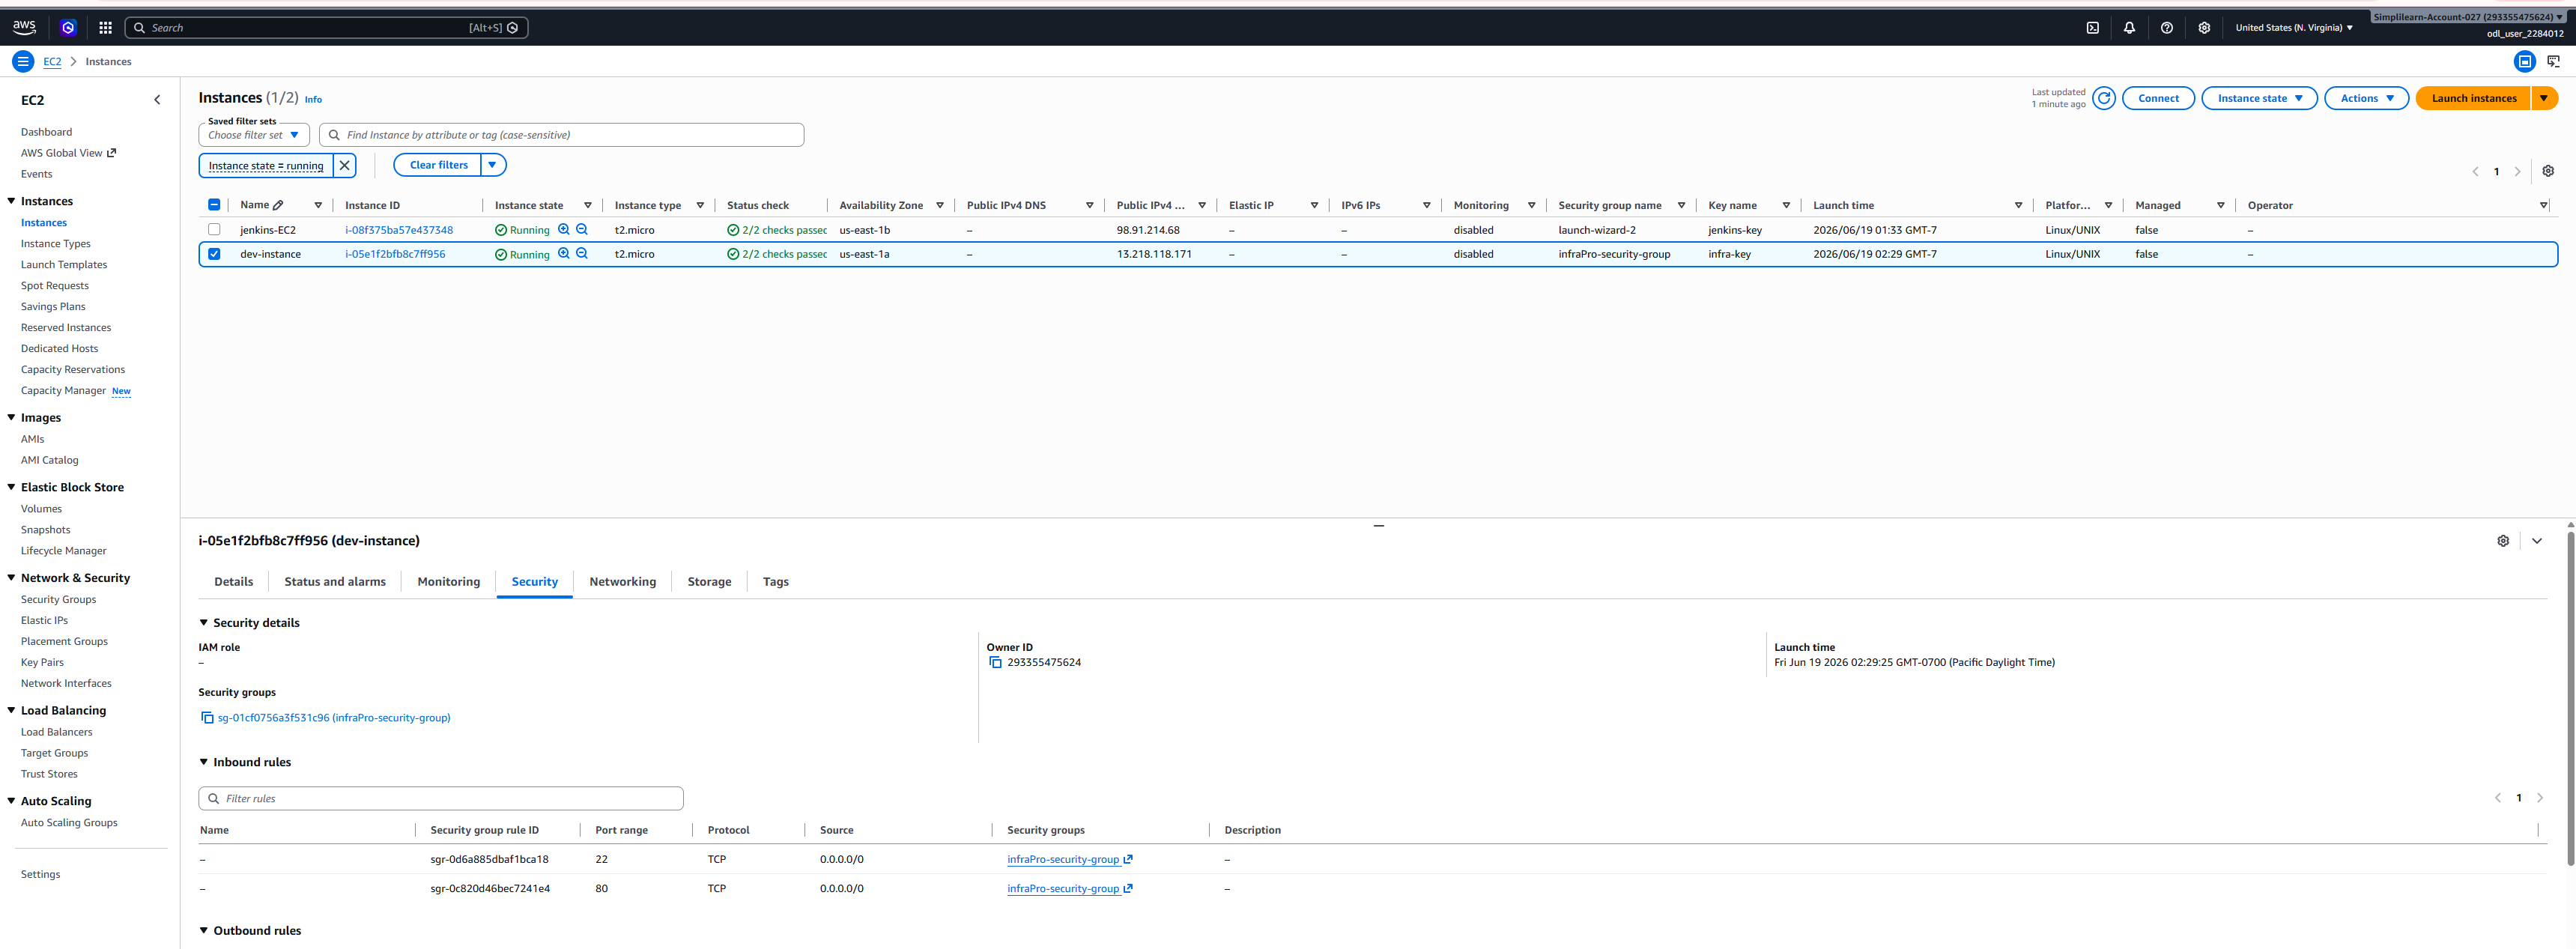 aws Search [Alt+S] United States (N. Virginia) Simplilearn-Account-027 (293355475624)
odl_user_2284012
EC2 Instances
EC2
Dashboard
AWS Global View
Events
Instances
Instances
Instance Types
Launch Templates
Spot Requests
Savings Plans
Reserved Instances
Dedicated Hosts
Capacity Reservations
Capacity Manager New
Images
AMIs
AMI Catalog
Elastic Block Store
Volumes
Snapshots
Lifecycle Manager
Network & Security
Security Groups
Elastic IPs
Placement Groups
Key Pairs
Network Interfaces
Load Balancing
Load Balancers
Target Groups
Trust Stores
Auto Scaling
Auto Scaling Groups
Settings
Instances (1/2) Info
Last updated
1 minute ago
Connect Instance state Actions Launch instances
Saved filter sets
Choose filter set Find Instance by attribute or tag (case-sensitive)
Instance state = running Clear filters
1
Name Instance ID Instance state Instance type Status check Availability Zone Public IPv4 DNS Public IPv4 ... Elastic IP IPv6 IPs Monitoring Security group name Key name Launch time Platfor... Managed Operator
jenkins-EC2 i-08f375ba57e437348 Running t2.micro 2/2 checks passec us-east-1b – 98.91.214.68 – – disabled launch-wizard-2 jenkins-key 2026/06/19 01:33 GMT-7 Linux/UNIX false –
dev-instance i-05e1f2bfb8c7ff956 Running t2.micro 2/2 checks passec us-east-1a – 13.218.118.171 – – disabled infraPro-security-group infra-key 2026/06/19 02:29 GMT-7 Linux/UNIX false –
i-05e1f2bfb8c7ff956 (dev-instance)
Details Status and alarms Monitoring Security Networking Storage Tags
Security details
IAM role
–
Owner ID
293355475624
Launch time
Fri Jun 19 2026 02:29:25 GMT-0700 (Pacific Daylight Time)
Security groups
sg-01cf0756a3f531c96 (infraPro-security-group)
Inbound rules
Filter rules
1
Name Security group rule ID Port range Protocol Source Security groups Description
– sgr-0d6a885dbaf1bca18 22 TCP 0.0.0.0/0 infraPro-security-group –
– sgr-0c820d46bec7241e4 80 TCP 0.0.0.0/0 infraPro-security-group –
Outbound rules